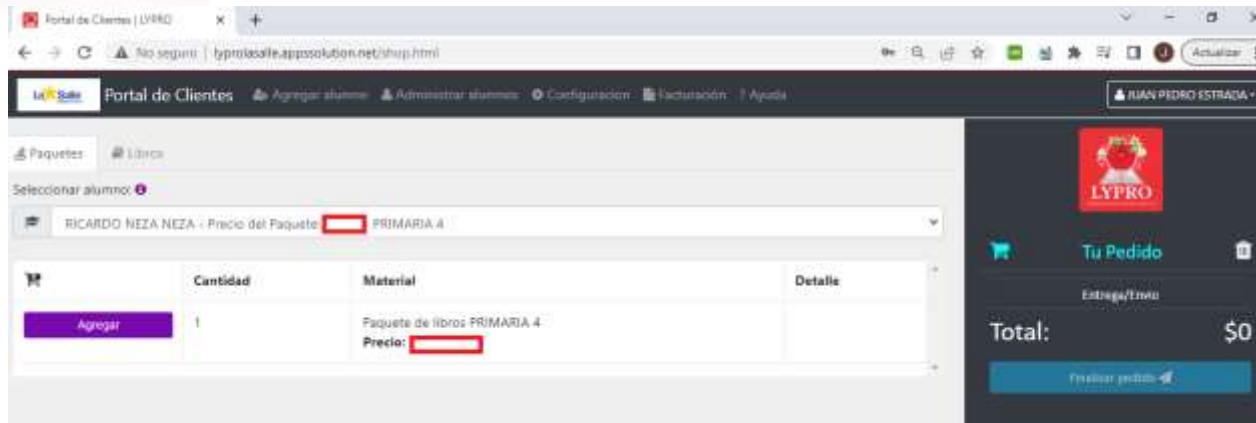 Portal de Clientes | LYPRO
No seguro | lyprolasalle.appssolution.net/shop.html
Actualizar
La Salle Portal de Clientes Agregar alumno Administrar alumnos Configuracion Facturación ? Ayuda
JUAN PEDRO ESTRADA
Paquetes Libros
Seleccionar alumno:
RICARDO NEZA NEZA - Precio del Paquete PRIMARIA 4
LYPRO
Tu Pedido
Cantidad Material Detalle
Entrega/Envio
Agregar 1 Paquete de libros PRIMARIA 4
Precio:
Total: $0
Finalizar pedido